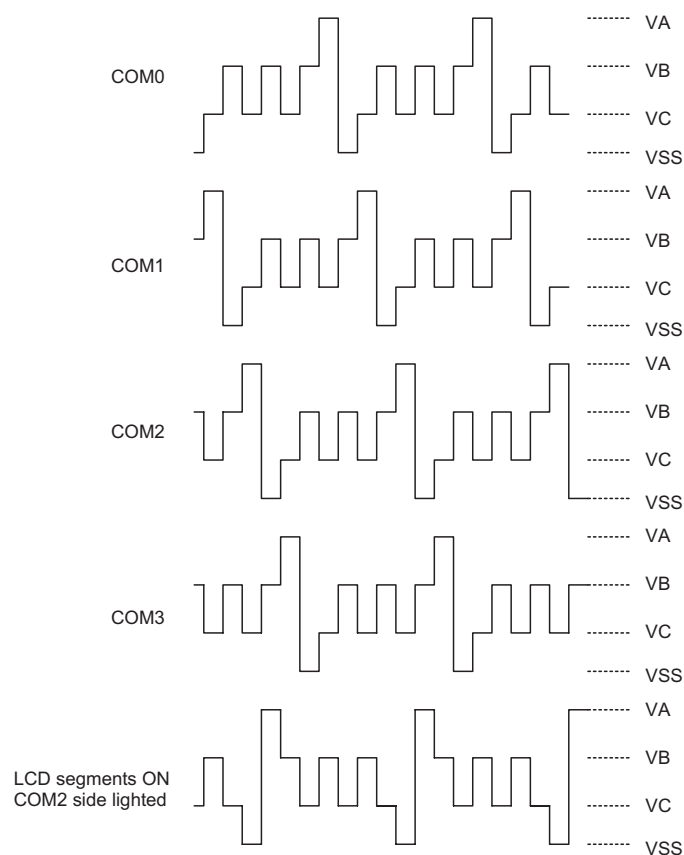 VA
COM0
VB
VC
VSS
VA
VB
COM1
VC
VSS
VA
VB
COM2
VC
VSS
VA
VB
COM3
VC
VSS
VA
VB
LCD segments ON
COM2 side lighted
VC
VSS